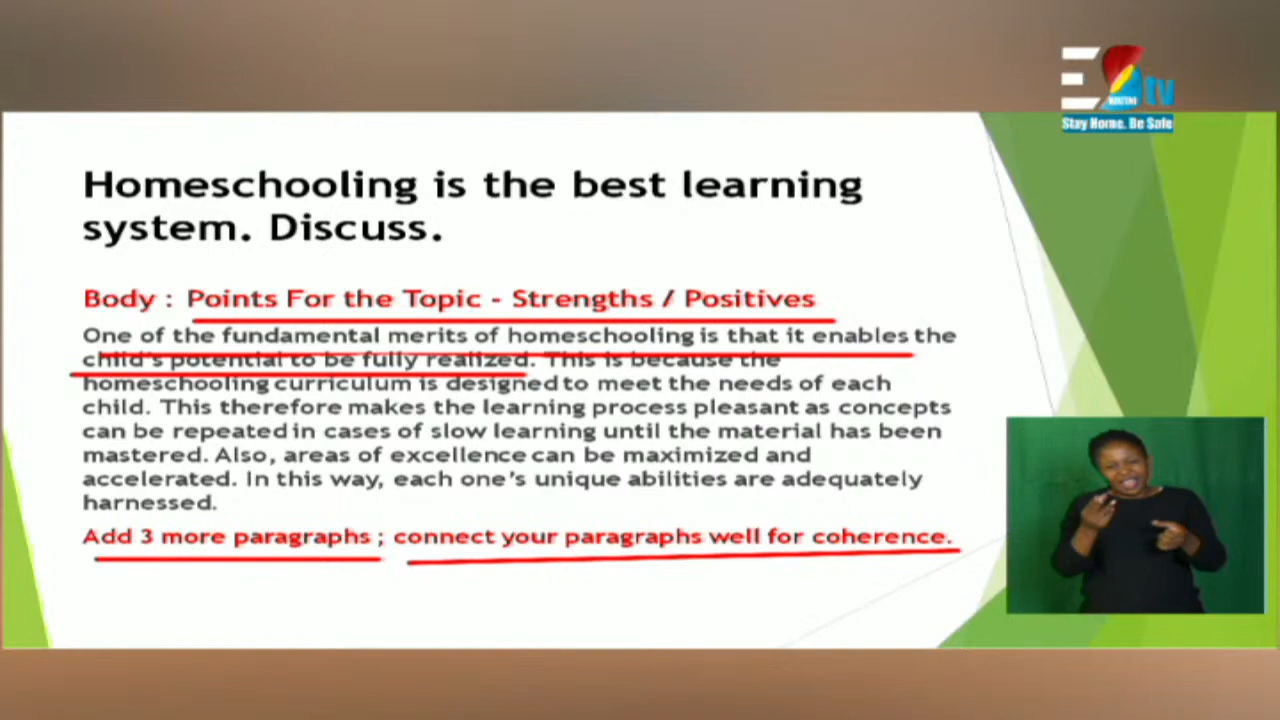 tv
Stay Home. Be Safe
Homeschooling is the best learning
system. Discuss.
Body : Points For the Topic - Strengths / Positives
One of the fundamental merits of homeschooling is that it enables the
child's potential to be fully realized. This is because the
homeschooling curriculum is designed to meet the needs of each
child. This therefore makes the learning process pleasant as concepts
can be repeated in cases of slow learning until the material has been
mastered. Also, areas of excellence can be maximized and
accelerated. In this way, each one's unique abilities are adequately
harnessed.
Add 3 more paragraphs ; connect your paragraphs well for coherence.